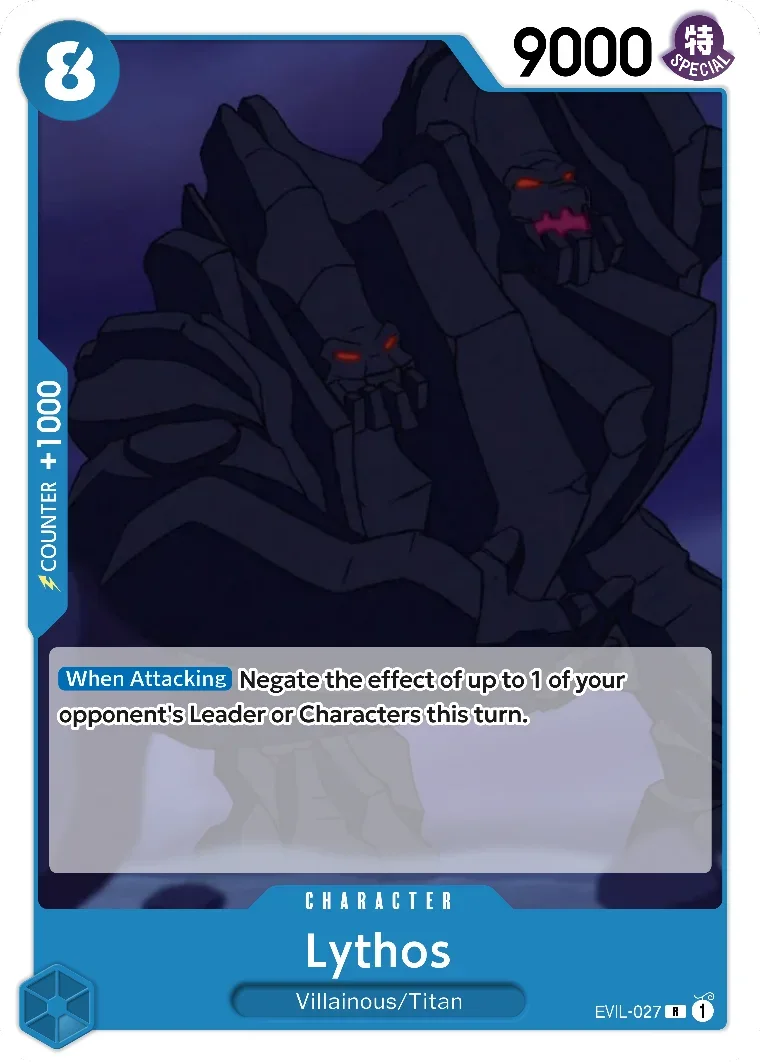 8
9000
特
SPECIAL
COUNTER +1000
When Attacking Negate the effect of up to 1 of your
opponent's Leader or Characters this turn.
CHARACTER
Lythos
Villainous/Titan
EVIL-027 R 1